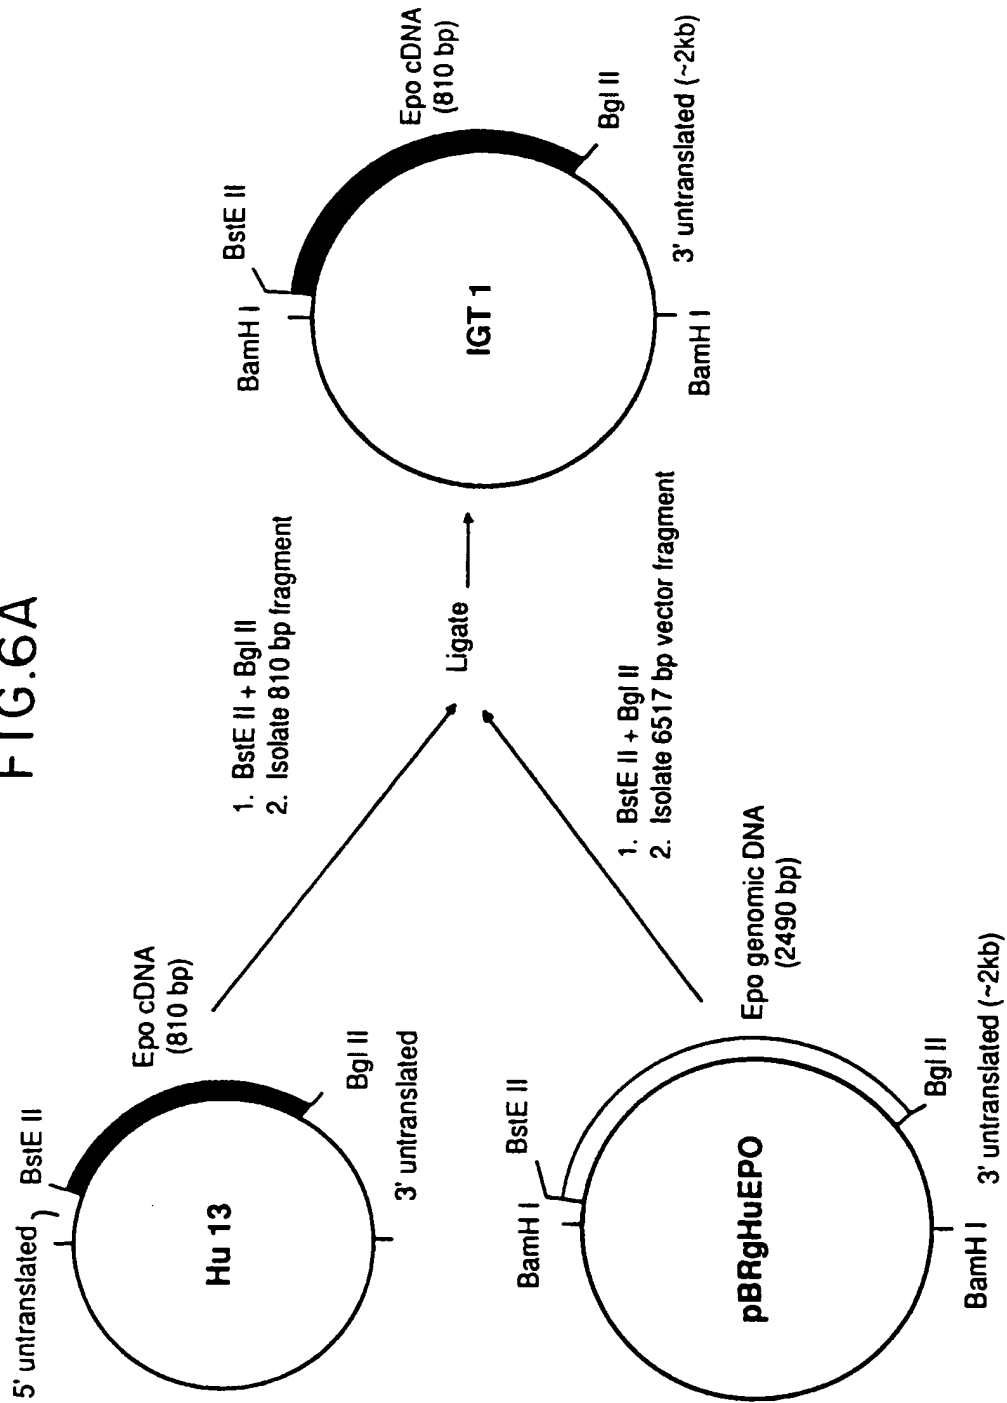 FIG.6A
5' untranslated
BstE II
Epo cDNA
(810 bp)
Hu 13
Bgl II
3' untranslated
1. BstE II + Bgl II
2. Isolate 810 bp fragment
BamH I
BstE II
Epo genomic DNA
(2490 bp)
pBRgHuEPO
Bgl II
BamH I
3' untranslated (~2kb)
1. BstE II + Bgl II
2. Isolate 6517 bp vector fragment
Ligate
BamH I
BstE II
Epo cDNA
(810 bp)
IGT 1
Bgl II
BamH I
3' untranslated (~2kb)